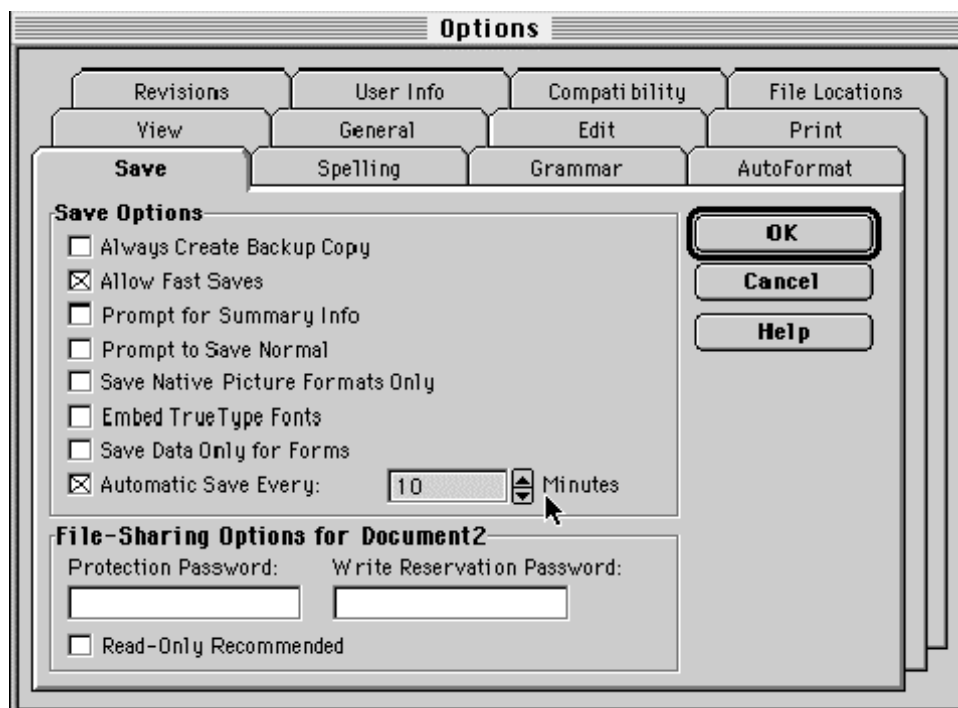 Options
Revisions User Info Compatibility File Locations
View General Edit Print
Save Spelling Grammar AutoFormat
Save Options
Always Create Backup Copy
Allow Fast Saves
Prompt for Summary Info
Prompt to Save Normal
Save Native Picture Formats Only
Embed TrueType Fonts
Save Data Only for Forms
Automatic Save Every: 10 Minutes
OK
Cancel
Help
File-Sharing Options for Document2
Protection Password: Write Reservation Password:
Read-Only Recommended